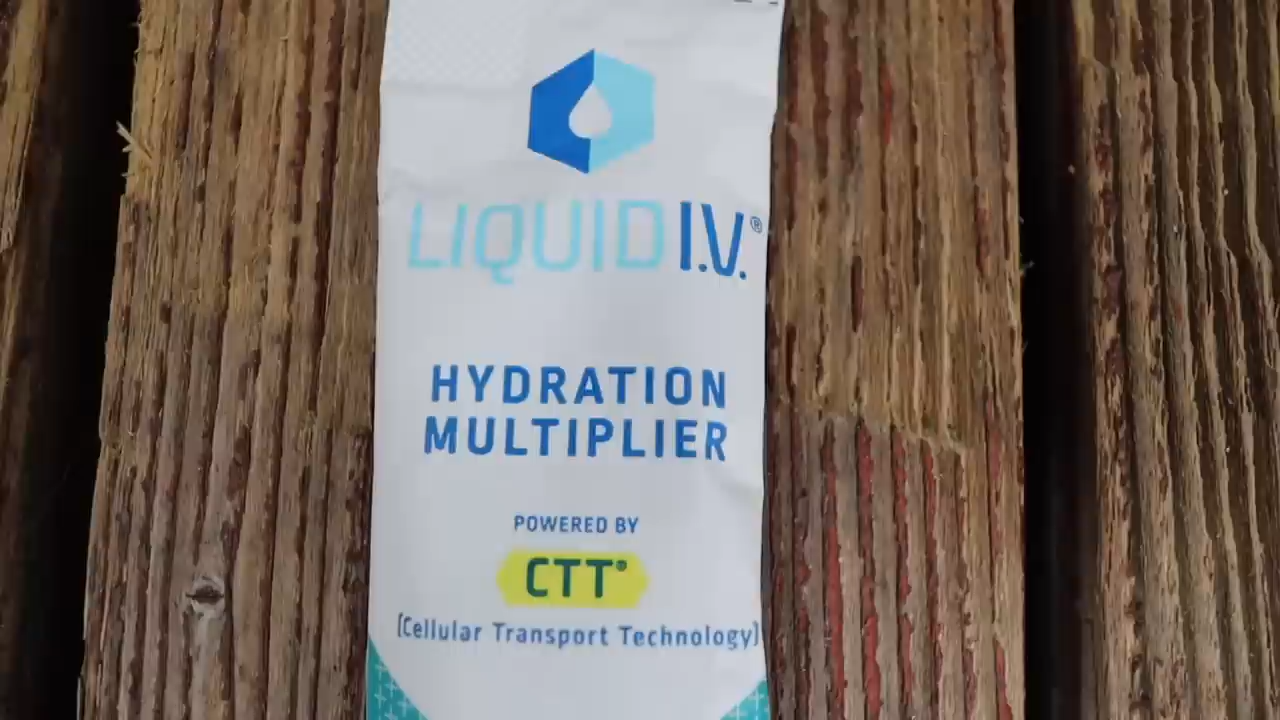 LIQUID I.V.®
HYDRATION
MULTIPLIER
POWERED BY
CTT®
(Cellular Transport Technology)